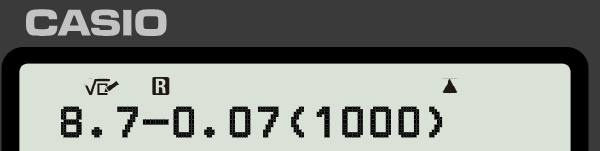 CASIO
√□ R ▲
8.7−0.07(1000)